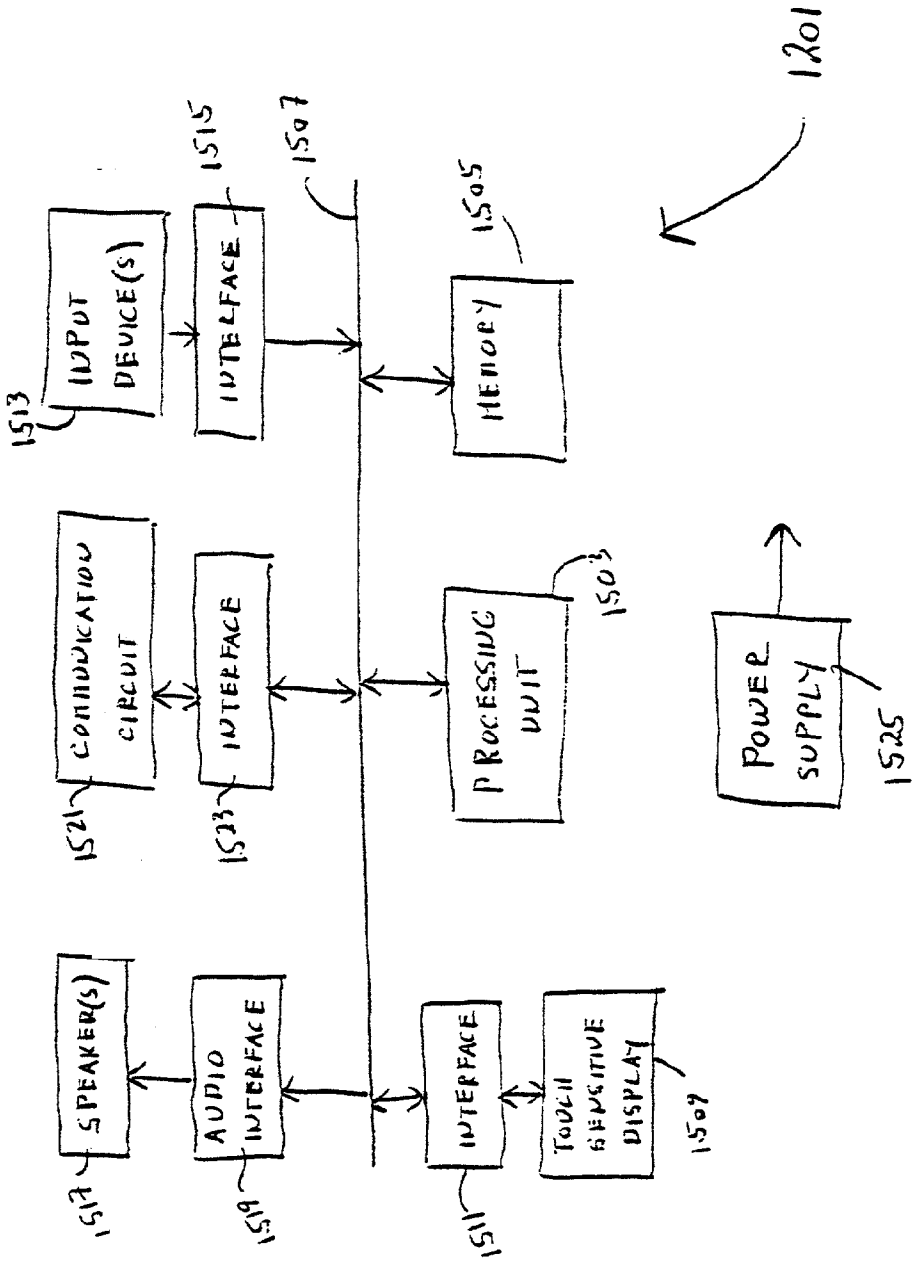 1517
SPEAKER(S)
1519
AUDIO
INTERFACE
1521
COMMUNICATION
CIRCUIT
1523
INTERFACE
1513
INPUT
DEVICE(S)
INTERFACE
1515
1507
1511
INTERFACE
TOUCH
SENSITIVE
DISPLAY
1509
PROCESSING
UNIT
1503
MEMORY
1505
POWER
SUPPLY
1525
1201